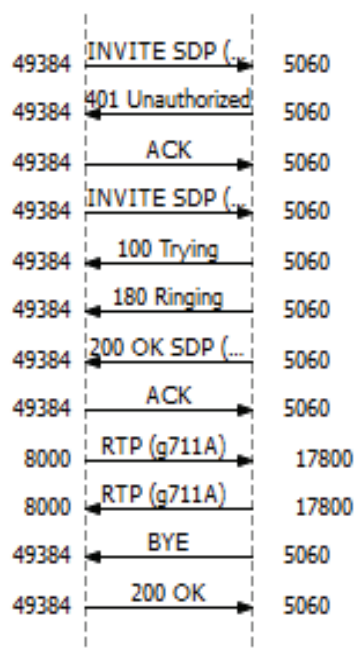 INVITE SDP (...
49384 5060
401 Unauthorized
49384 5060
ACK
49384 5060
INVITE SDP (...
49384 5060
100 Trying
49384 5060
180 Ringing
49384 5060
200 OK SDP (...
49384 5060
ACK
49384 5060
RTP (g711A)
8000 17800
RTP (g711A)
8000 17800
BYE
49384 5060
200 OK
49384 5060